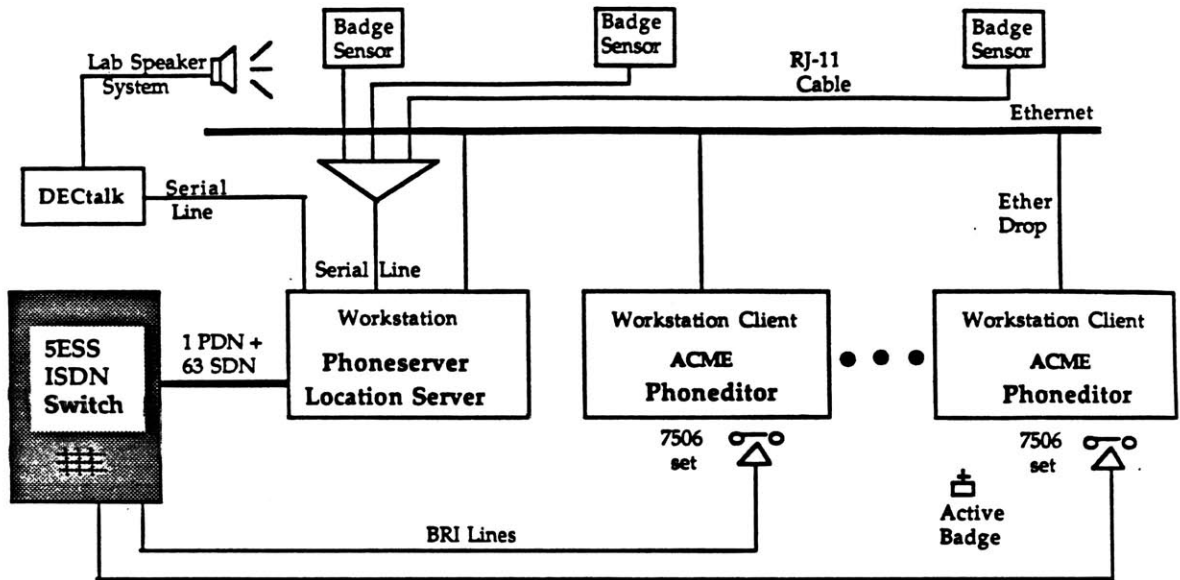 Badge
Sensor
Badge
Sensor
Badge
Sensor
Lab Speaker
System
RJ-11
Cable
Ethernet
DECtalk
Serial
Line
Ether
Drop
Serial Line
5ESS
ISDN
Switch
1 PDN +
63 SDN
Workstation
Phoneserver
Location Server
Workstation Client
ACME
Phoneditor
Workstation Client
ACME
Phoneditor
7506
set
7506
set
Active
Badge
BRI Lines